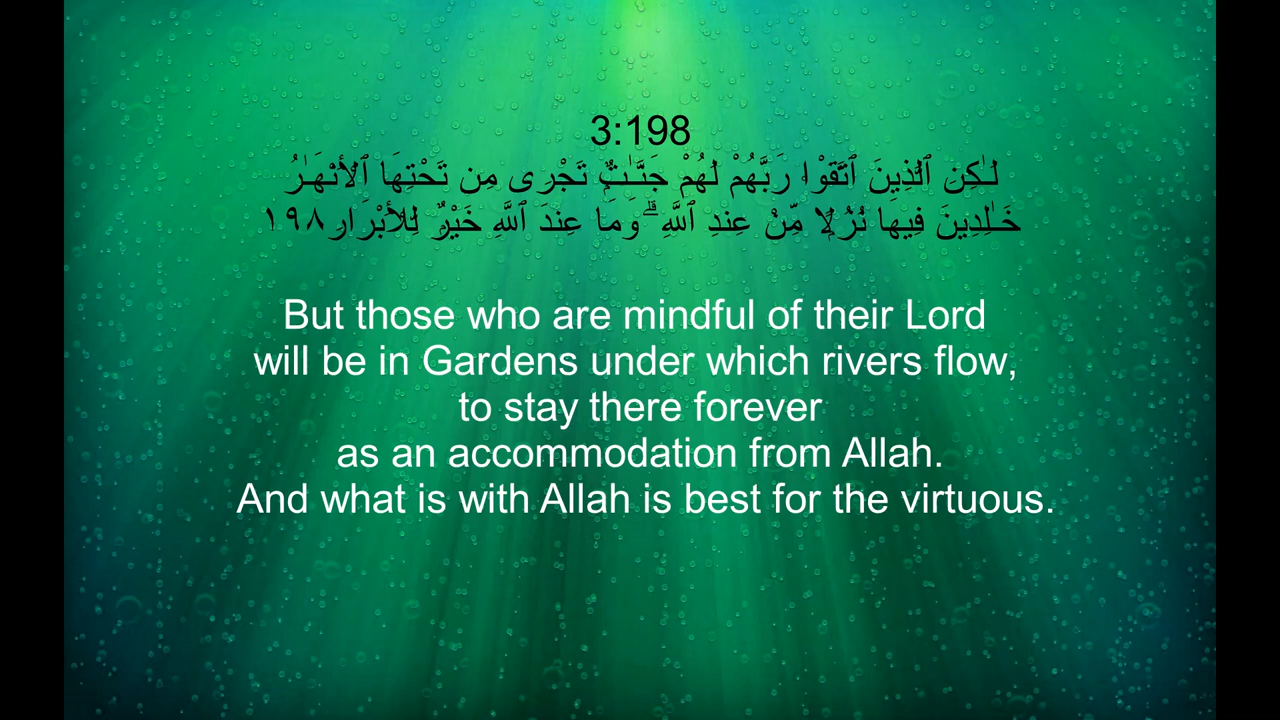 3:198
لَـٰكِنِ ٱلَّذِينَ ٱتَّقَوْا۟ رَبَّهُمْ لَهُمْ جَنَّـٰتٌۭ تَجْرِى مِن تَحْتِهَا ٱلْأَنْهَـٰرُ
خَـٰلِدِينَ فِيهَا نُزُلًۭا مِّنْ عِندِ ٱللَّهِ ۗ وَمَا عِندَ ٱللَّهِ خَيْرٌۭ لِّلْأَبْرَارِ ١٩٨
But those who are mindful of their Lord
will be in Gardens under which rivers flow,
to stay there forever
as an accommodation from Allah.
And what is with Allah is best for the virtuous.